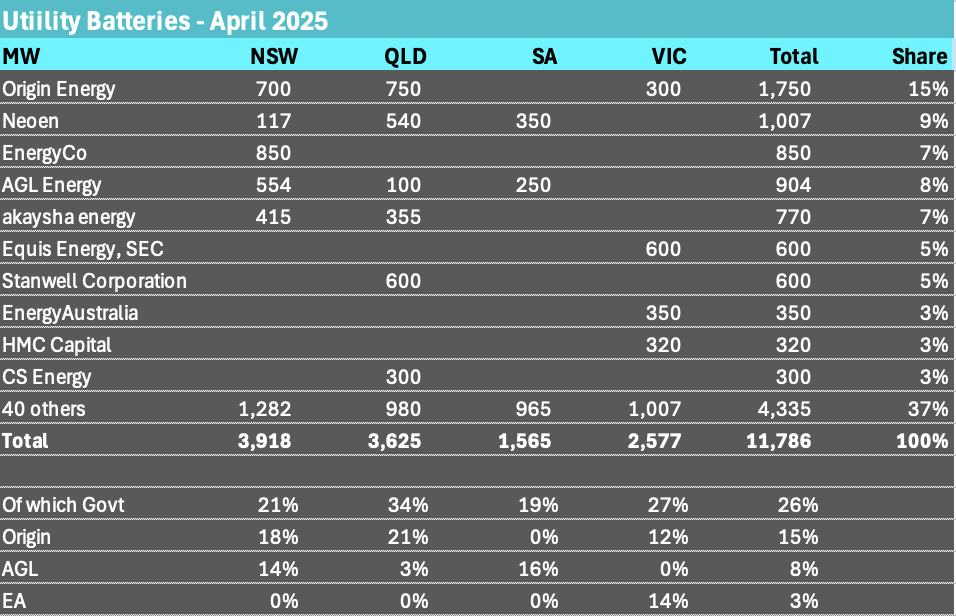 Utiility Batteries - April 2025
MW NSW QLD SA VIC Total Share
Origin Energy 700 750 300 1,750 15%
Neoen 117 540 350 1,007 9%
EnergyCo 850 850 7%
AGL Energy 554 100 250 904 8%
akaysha energy 415 355 770 7%
Equis Energy, SEC 600 600 5%
Stanwell Corporation 600 600 5%
EnergyAustralia 350 350 3%
HMC Capital 320 320 3%
CS Energy 300 300 3%
40 others 1,282 980 965 1,007 4,335 37%
Total 3,918 3,625 1,565 2,577 11,786 100%
Of which Govt 21% 34% 19% 27% 26%
Origin 18% 21% 0% 12% 15%
AGL 14% 3% 16% 0% 8%
EA 0% 0% 0% 14% 3%